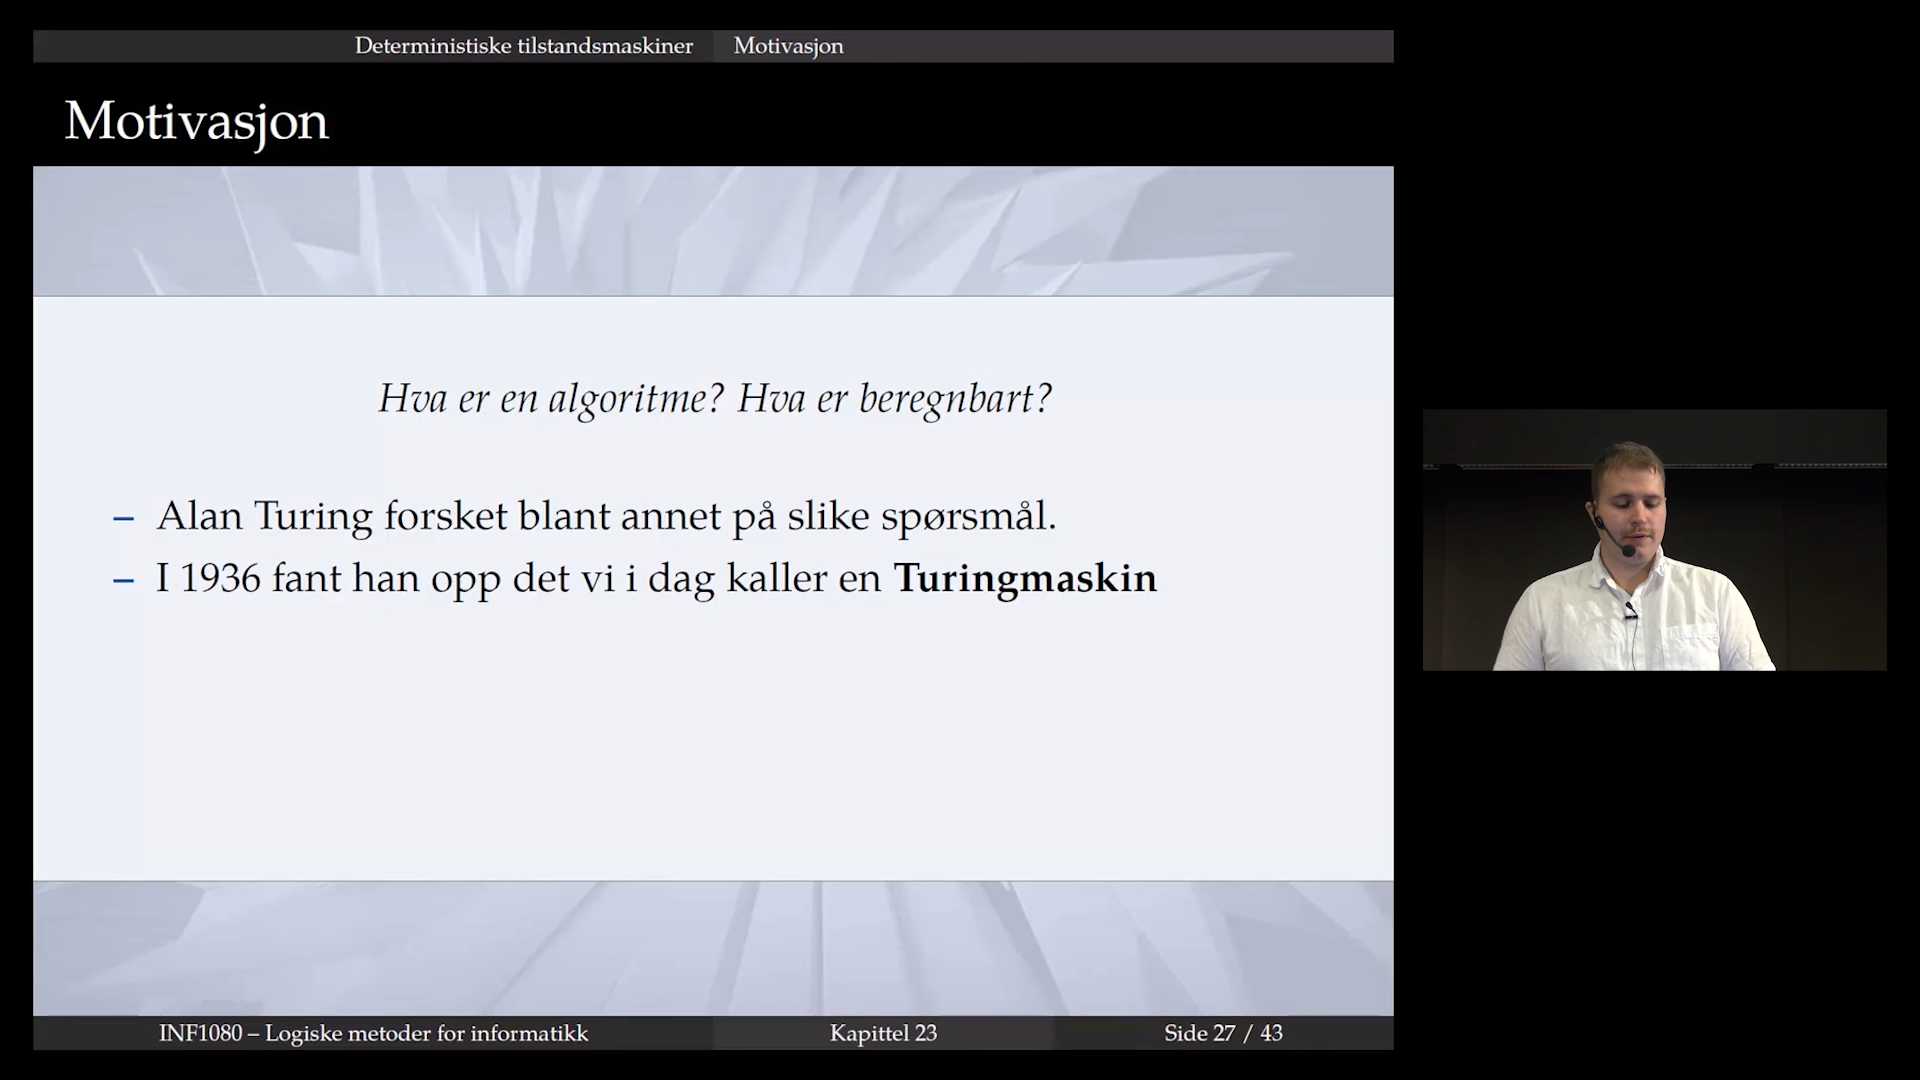 Deterministiske tilstandsmaskiner Motivasjon
Motivasjon
Hva er en algoritme? Hva er beregnbart?
– Alan Turing forsket blant annet på slike spørsmål.
– I 1936 fant han opp det vi i dag kaller en Turingmaskin
INF1080 – Logiske metoder for informatikk Kapittel 23 Side 27 / 43